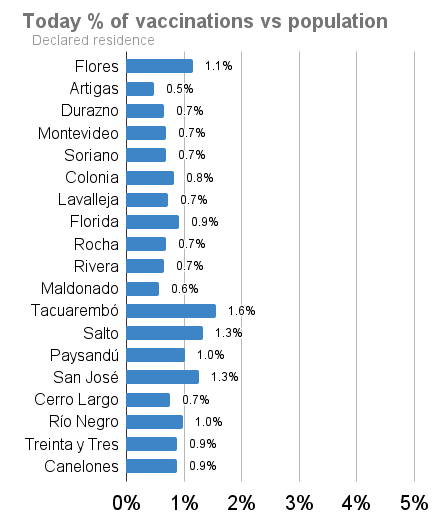 Today % of vaccinations vs population
Declared residence
Flores 1.1%
Artigas 0.5%
Durazno 0.7%
Montevideo 0.7%
Soriano 0.7%
Colonia 0.8%
Lavalleja 0.7%
Florida 0.9%
Rocha 0.7%
Rivera 0.7%
Maldonado 0.6%
Tacuarembó 1.6%
Salto 1.3%
Paysandú 1.0%
San José 1.3%
Cerro Largo 0.7%
Río Negro 1.0%
Treinta y Tres 0.9%
Canelones 0.9%
0% 1% 2% 3% 4% 5%